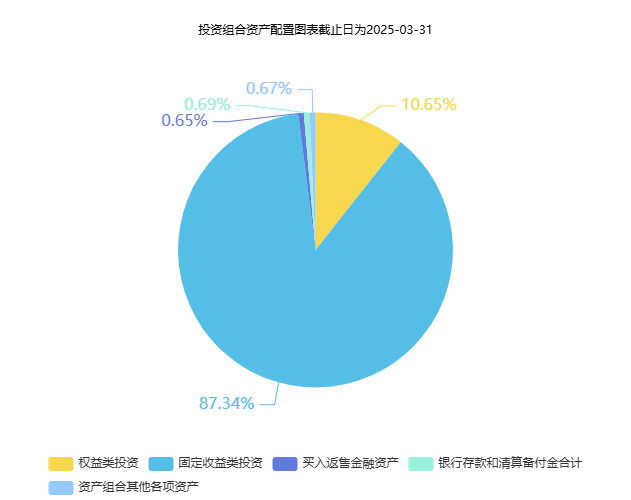 投资组合资产配置图表截止日为2025-03-31
0.67%
0.69%
10.65%
0.65%
87.34%
权益类投资
固定收益类投资
买入返售金融资产
银行存款和清算备付金合计
资产组合其他各项资产